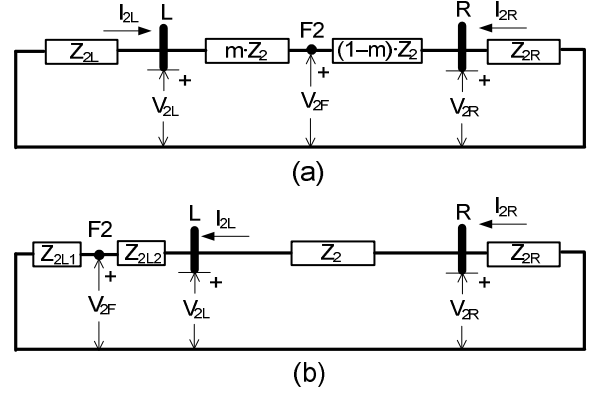 I2L L F2 R I2R
Z2L m·Z2 (1–m)·Z2 Z2R
+ + +
V2L V2F V2R
(a)
F2 L I2L R I2R
Z2L1 Z2L2 Z2 Z2R
+ + +
V2F V2L V2R
(b)